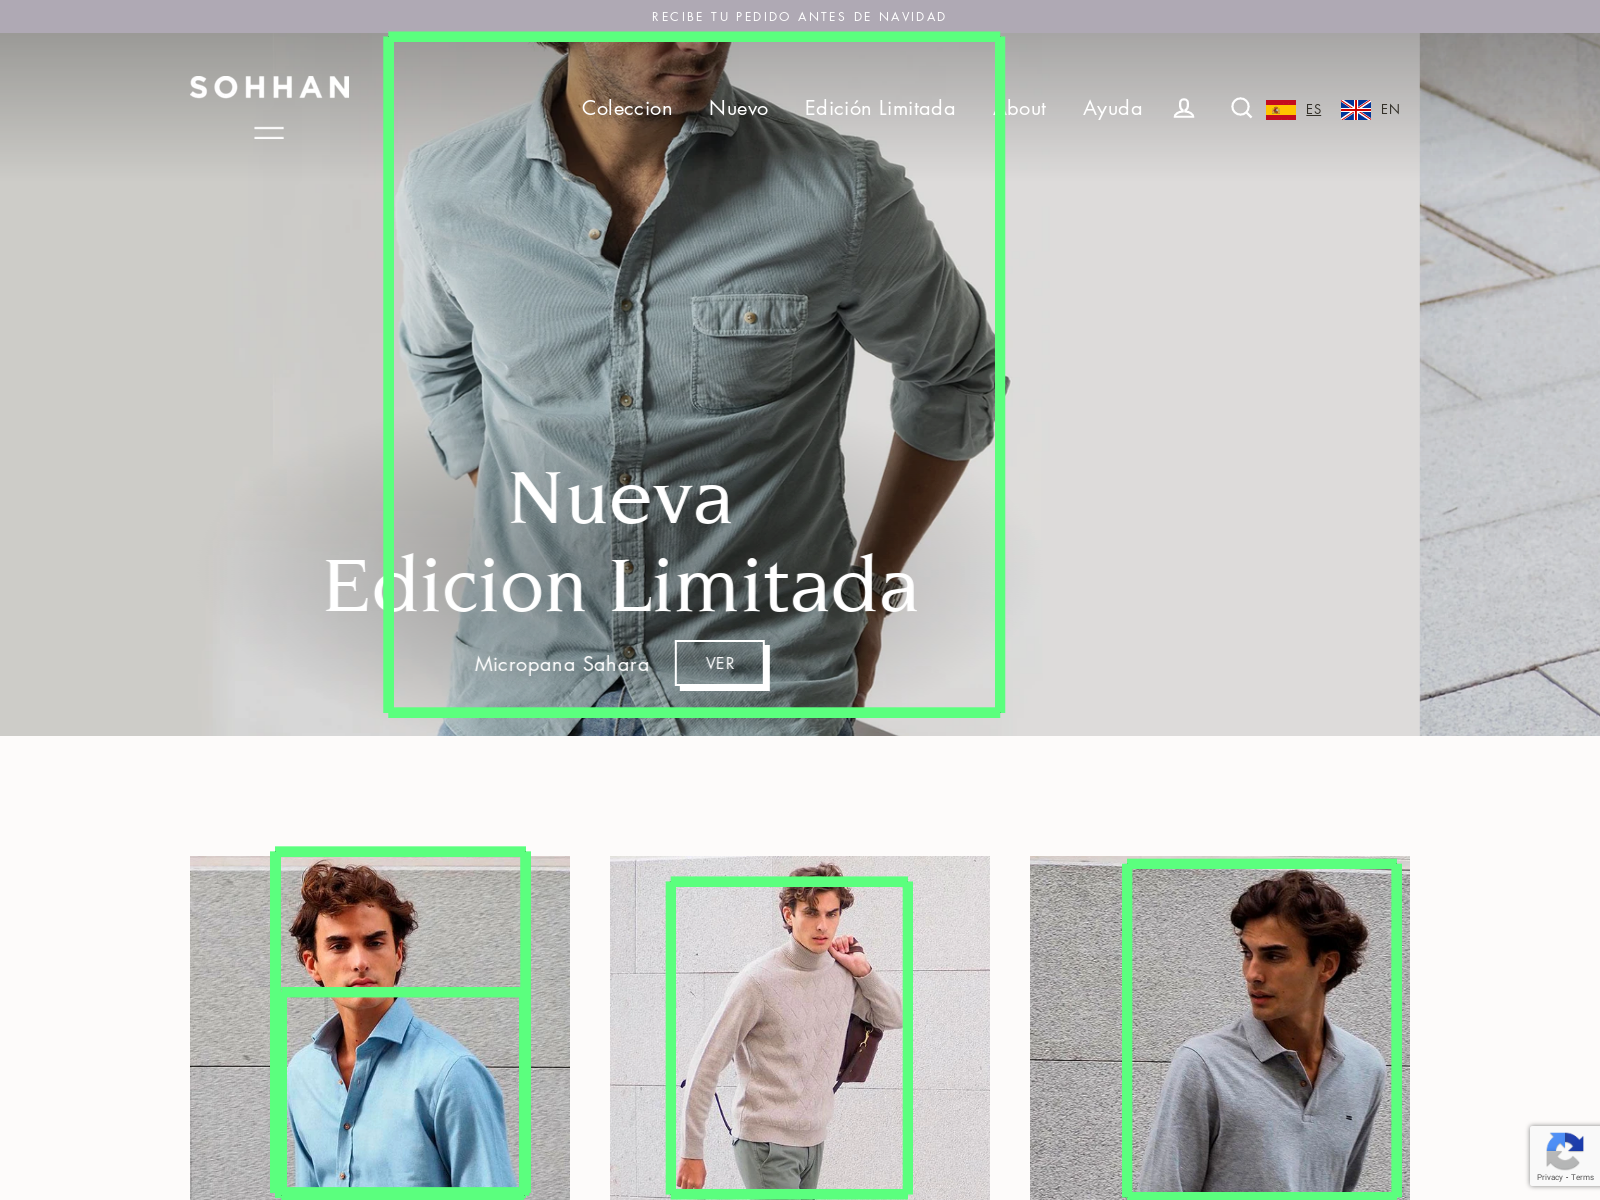 RECIBE TU PEDIDO ANTES DE NAVIDAD
SOHHAN
Coleccion Nuevo Edición Limitada About Ayuda ES EN
Nueva
Edicion Limitada
Micropana Sahara VER
Privacy - Terms